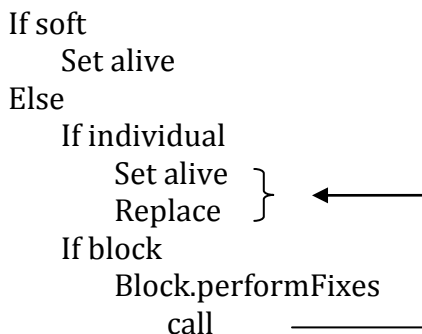 If soft
Set alive
Else
If individual
Set alive
Replace
If block
Block.performFixes
call